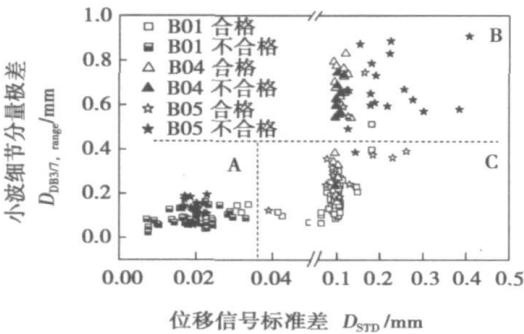 小波细节分量极差
D_DB3/7, range/mm
1.0
0.8
0.6
0.4
0.2
0.0
B01 合格
B01 不合格
B04 合格
B04 不合格
B05 合格
B05 不合格
A
B
C
0.00 0.02 0.04 0.1 0.2 0.3 0.4 0.5
位移信号标准差 D_STD/mm